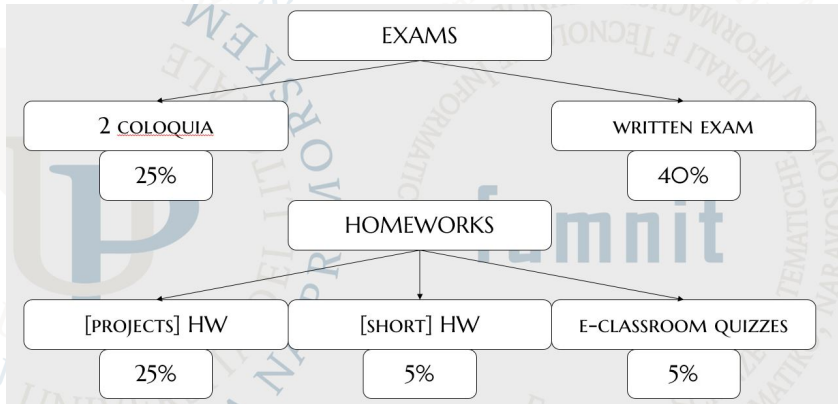 EXAMS
2 COLOQUIA
WRITTEN EXAM
25%
40%
HOMEWORKS
famnit
[PROJECTS] HW
[SHORT] HW
E-CLASSROOM QUIZZES
25%
5%
5%